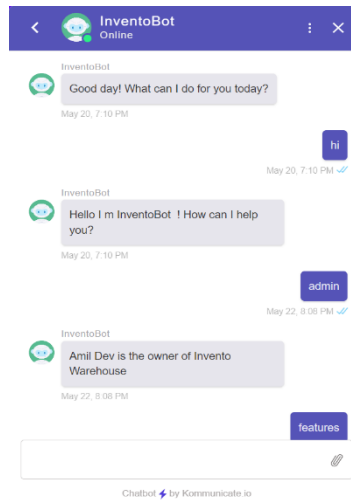 InventoBot
Online
InventoBot
Good day! What can I do for you today?
May 20, 7:10 PM
hi
May 20, 7:10 PM
InventoBot
Hello I m InventoBot ! How can I help
you?
May 20, 7:10 PM
admin
May 22, 8:08 PM
InventoBot
Amil Dev is the owner of Invento
Warehouse
May 22, 8:08 PM
features
Chatbot by Kommunicate.io